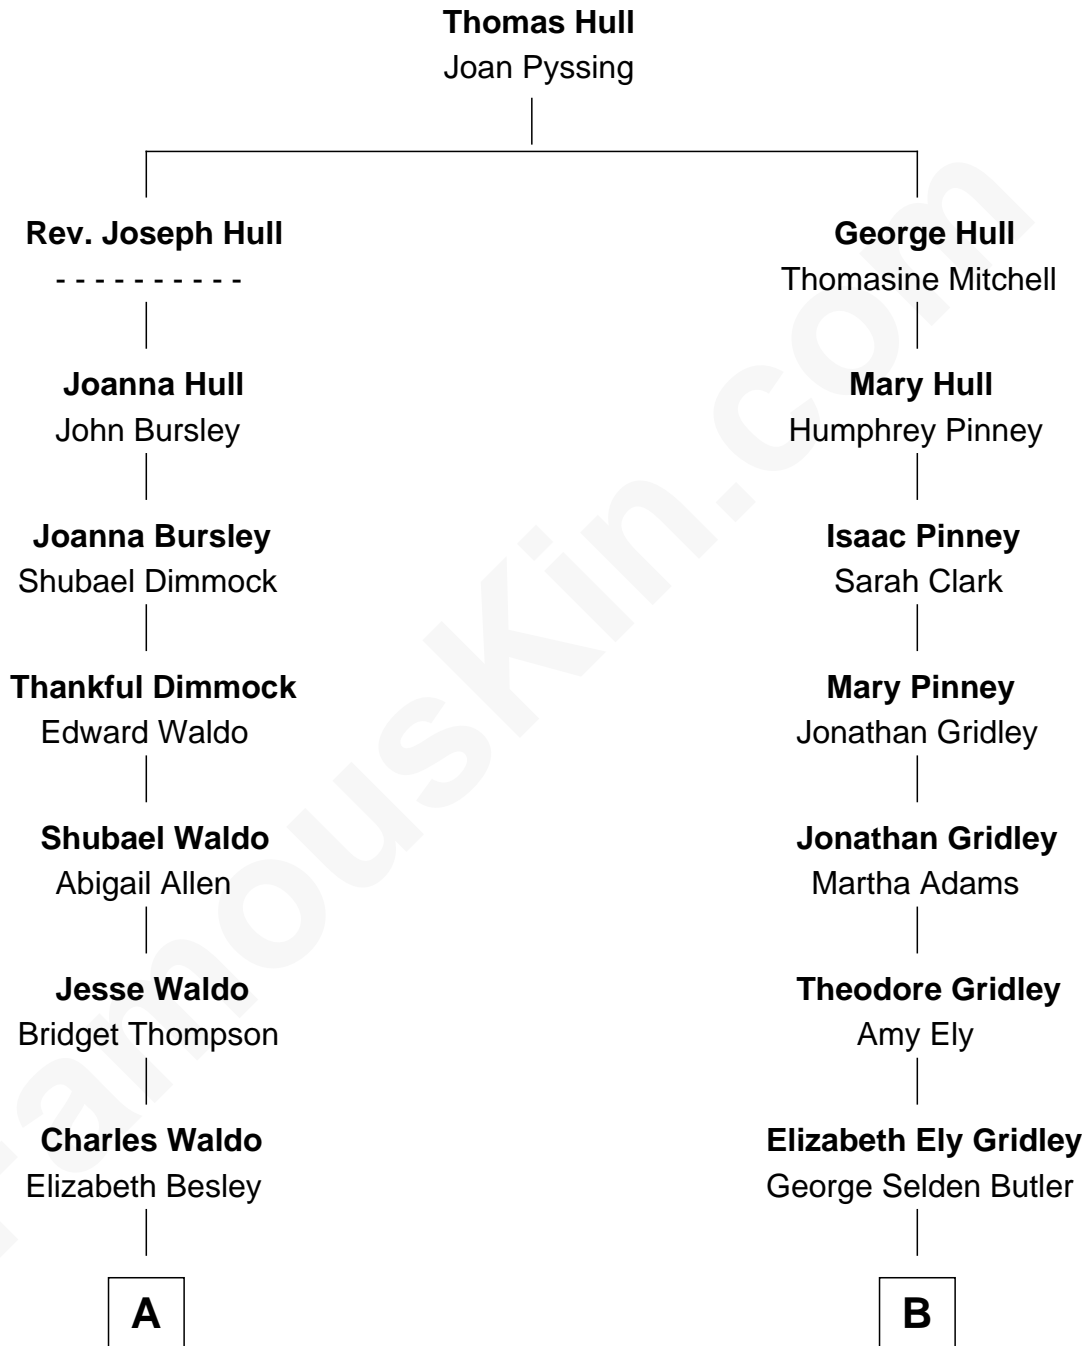 Thomas Hull
Joan Pyssing
Rev. Joseph Hull
- - - - - - - - - -
George Hull
Thomasine Mitchell
Joanna Hull
John Bursley
Mary Hull
Humphrey Pinney
Joanna Bursley
Shubael Dimmock
Isaac Pinney
Sarah Clark
Thankful Dimmock
Edward Waldo
Mary Pinney
Jonathan Gridley
Shubael Waldo
Abigail Allen
Jonathan Gridley
Martha Adams
Jesse Waldo
Bridget Thompson
Theodore Gridley
Amy Ely
Charles Waldo
Elizabeth Besley
Elizabeth Ely Gridley
George Selden Butler
A
B
FamousKin.com